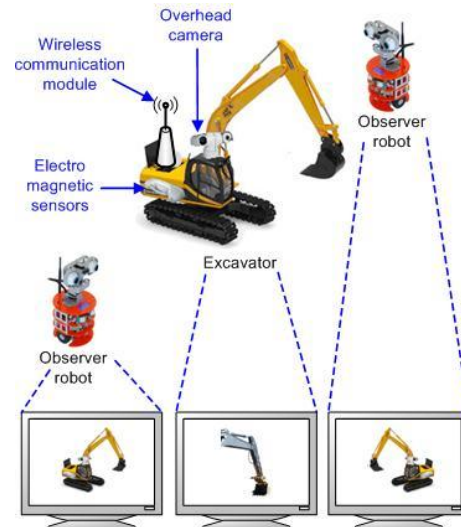 Overhead
camera
Wireless
communication
module
Observer
robot
Electro
magnetic
sensors
Excavator
Observer
robot